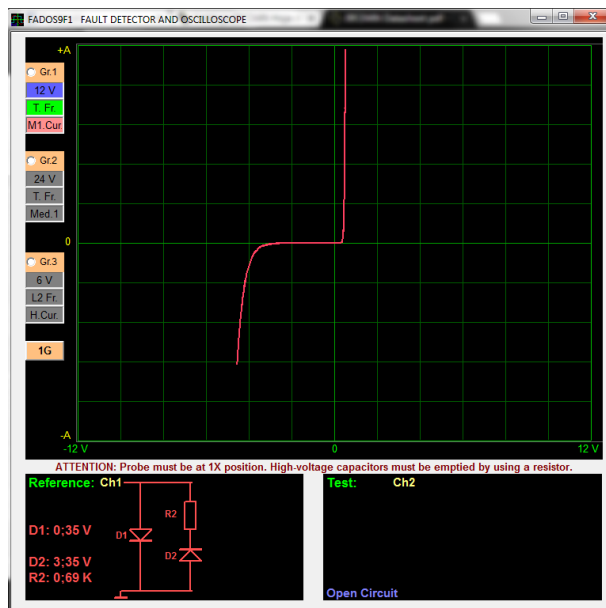 FADOS9F1 FAULT DETECTOR AND OSCILLOSCOPE
+A
Gr.1
12 V
T. Fr.
M1.Cur.
Gr.2
24 V
T. Fr.
Med.1
0
Gr.3
6 V
L2 Fr.
H.Cur.
1G
-A
-12 V
0
12 V
ATTENTION: Probe must be at 1X position. High-voltage capacitors must be emptied by using a resistor.
Reference: Ch1
R2
D1: 0;35 V
D1
D2: 3;35 V
D2
R2: 0;69 K
Test: Ch2
Open Circuit